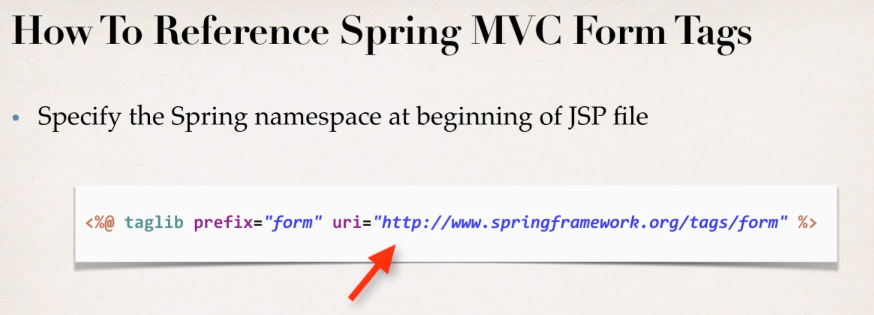 How To Reference Spring MVC Form Tags
• Specify the Spring namespace at beginning of JSP file
<%@ taglib prefix="form" uri="http://www.springframework.org/tags/form" %>